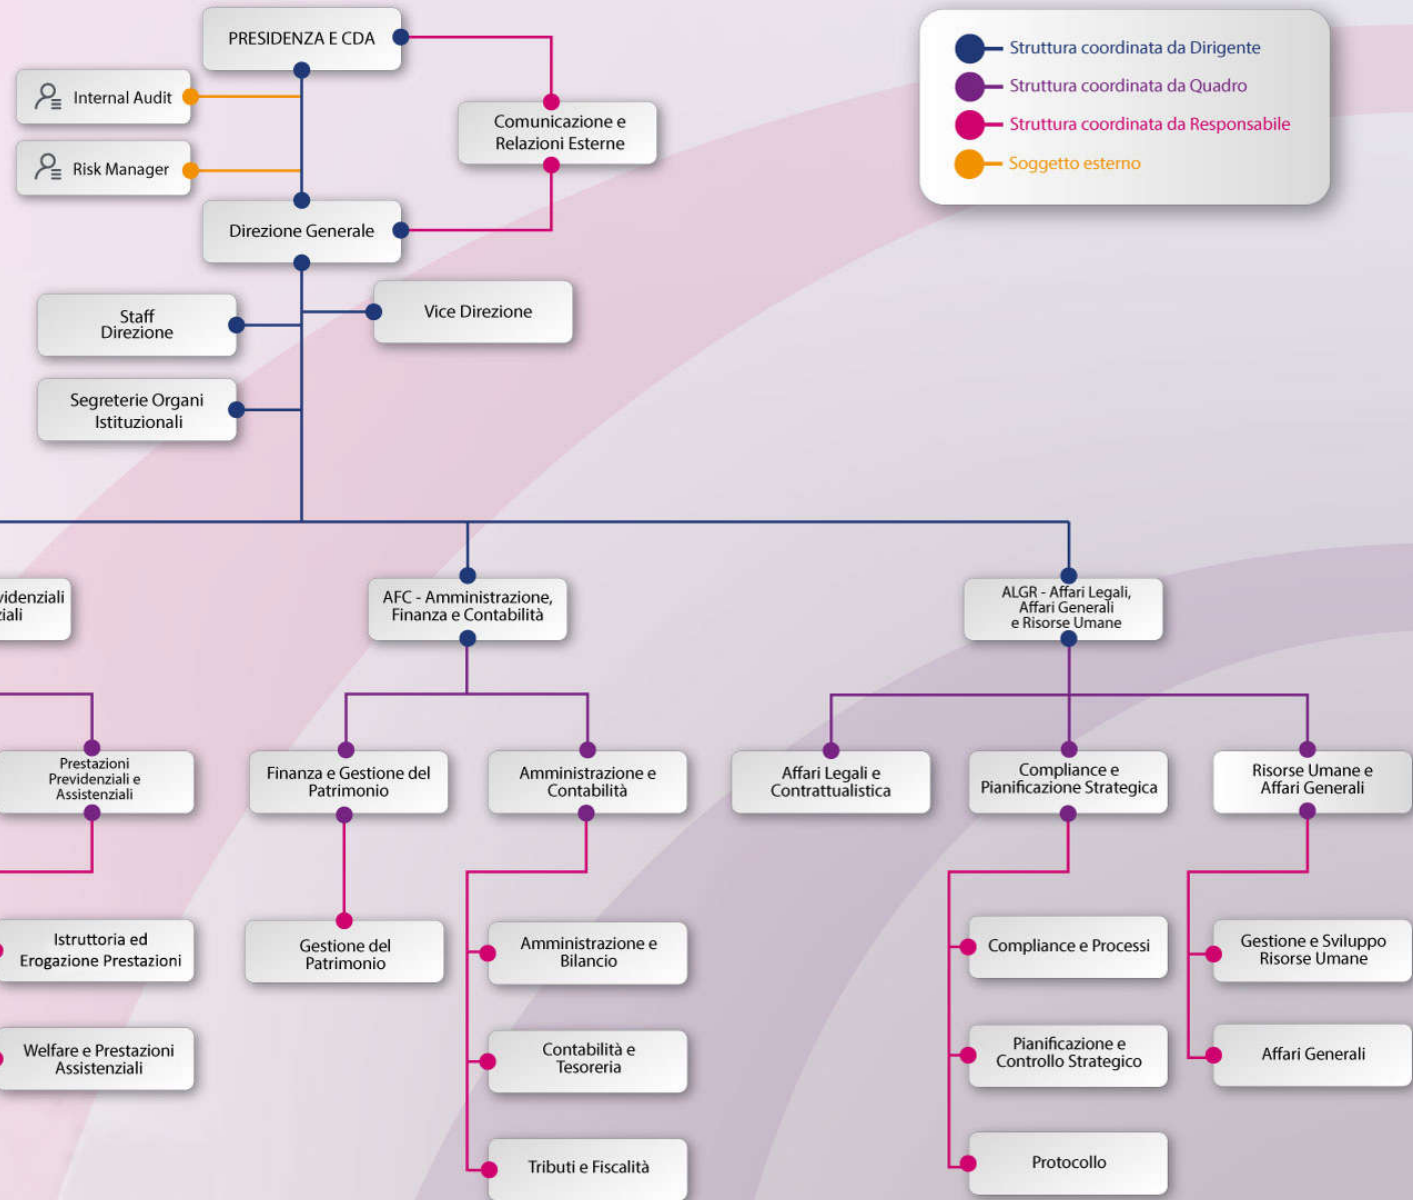 PRESIDENZA E CDA
Internal Audit
Risk Manager
Comunicazione e
Relazioni Esterne
Direzione Generale
Staff
Direzione
Vice Direzione
Segreterie Organi
Istituzionali
Struttura coordinata da Dirigente
Struttura coordinata da Quadro
Struttura coordinata da Responsabile
Soggetto esterno
AFC - Amministrazione,
Finanza e Contabilità
ALGR - Affari Legali,
Affari Generali
e Risorse Umane
Prestazioni
Previdenziali e
Assistenziali
Finanza e Gestione del
Patrimonio
Amministrazione e
Contabilità
Affari Legali e
Contrattualistica
Compliance e
Pianificazione Strategica
Risorse Umane e
Affari Generali
Istruttoria ed
Erogazione Prestazioni
Welfare e Prestazioni
Assistenziali
Gestione del
Patrimonio
Amministrazione e
Bilancio
Contabilità e
Tesoreria
Tributi e Fiscalità
Compliance e Processi
Pianificazione e
Controllo Strategico
Protocollo
Gestione e Sviluppo
Risorse Umane
Affari Generali